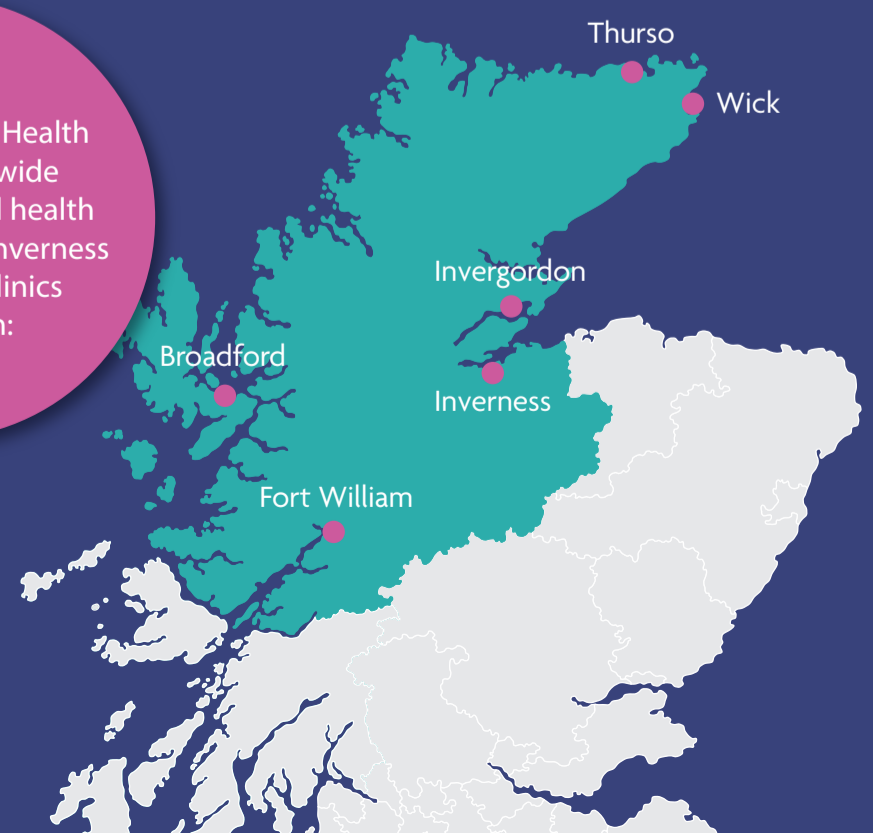 Health
wide
health
nverness
linics
:
Thurso
Wick
Invergordon
Broadford
Inverness
Fort William